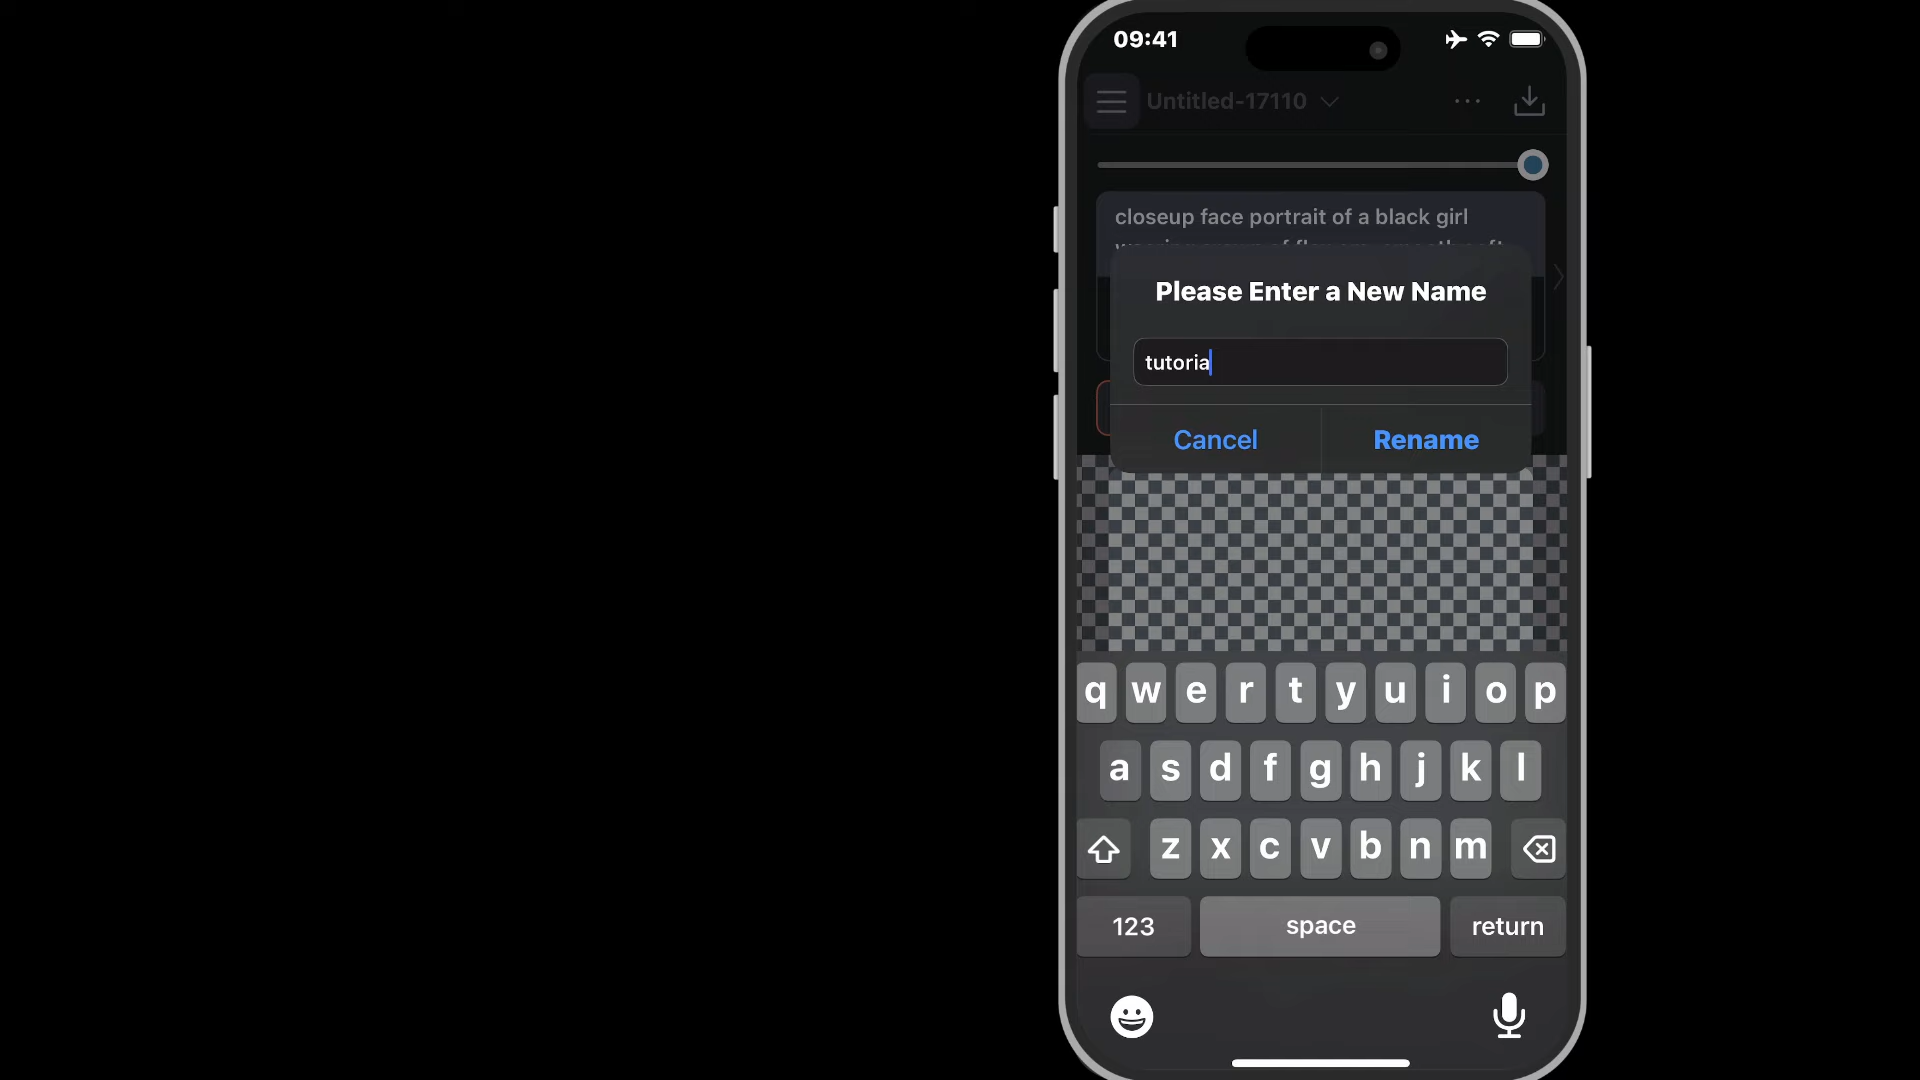 09:41
Untitled-17110
closeup face portrait of a black girl
Please Enter a New Name
tutoria
Cancel Rename
q w e r t y u i o p
a s d f g h j k l
z x c v b n m
123 space return